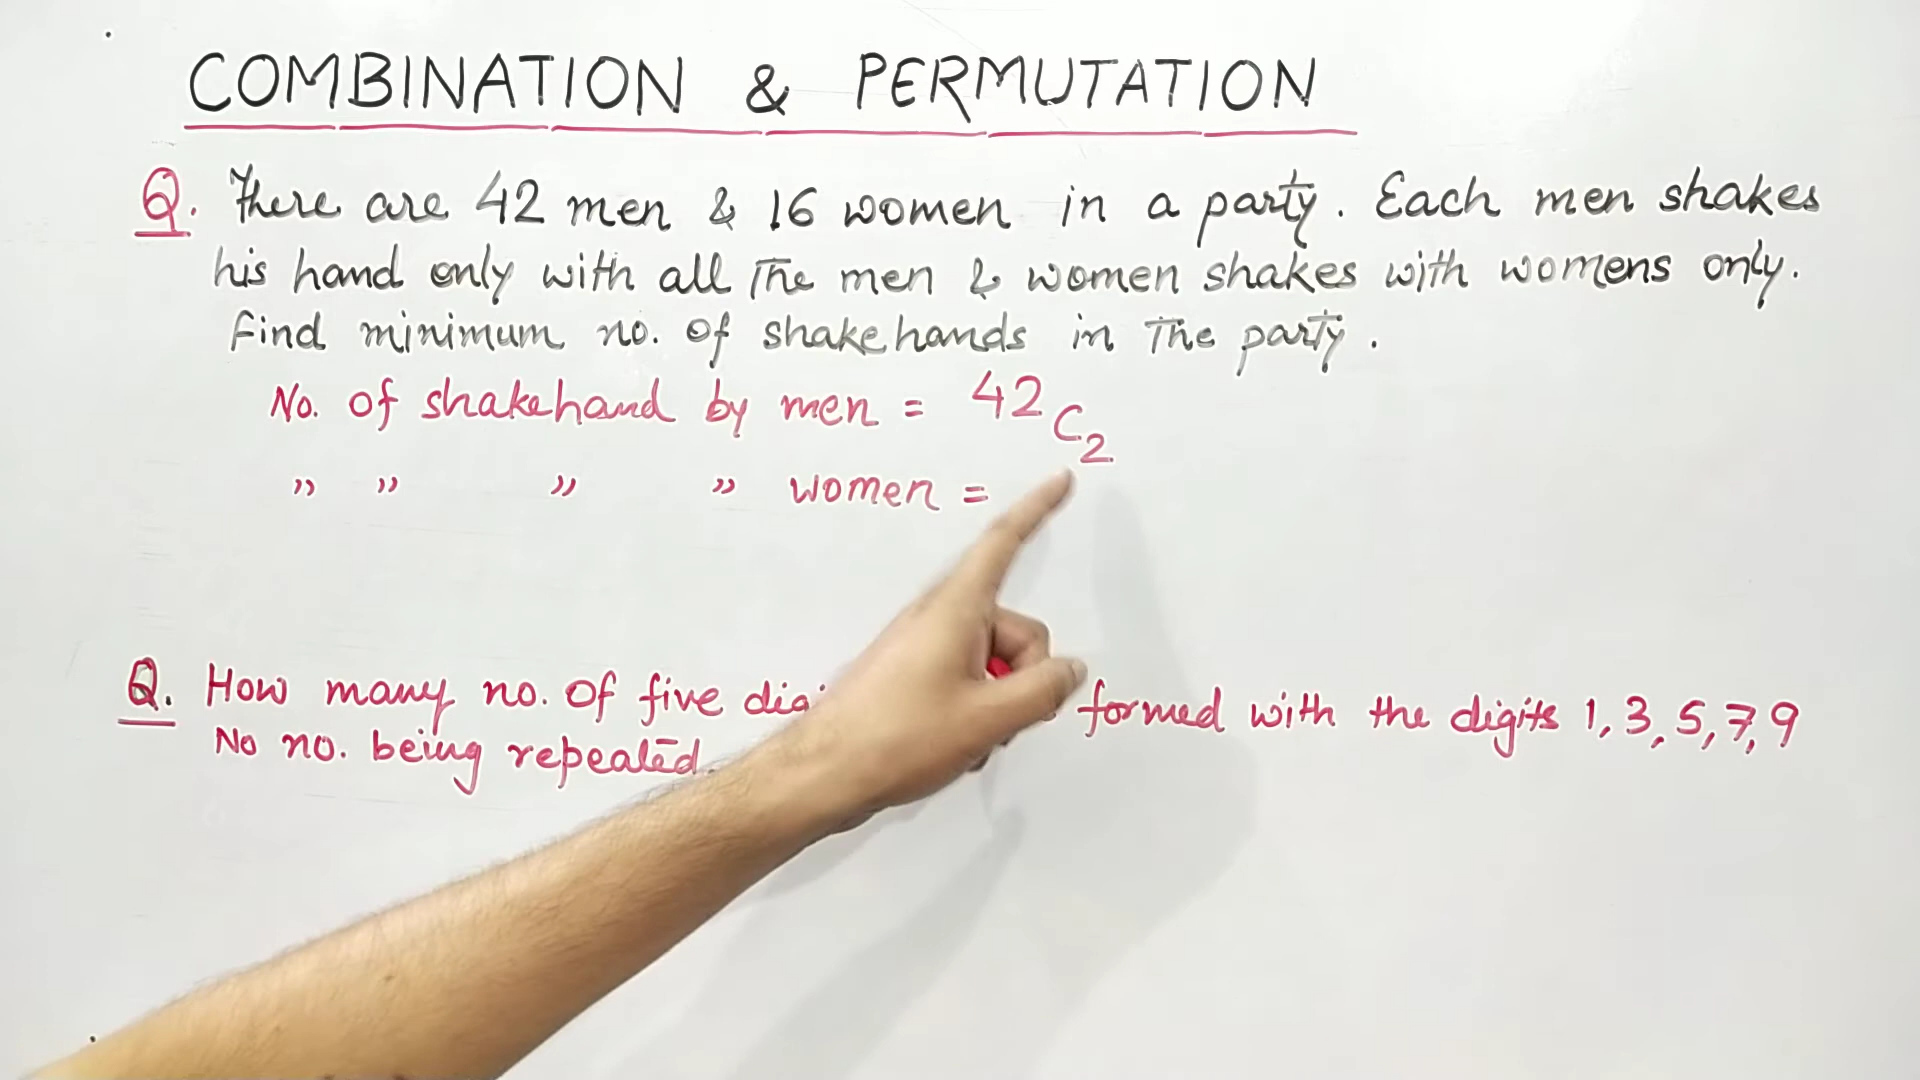 COMBINATION & PERMUTATION
Q. There are 42 men & 16 women in a party. Each men shakes
his hand only with all The men & women shakes with womens only.
Find minimum no. of shakehands in The party.
No. of shakehand by men = 42C2
” ” ” ” women =
Q. How many no. of five formed with the digits 1, 3, 5, 7, 9
No no. being repeated.